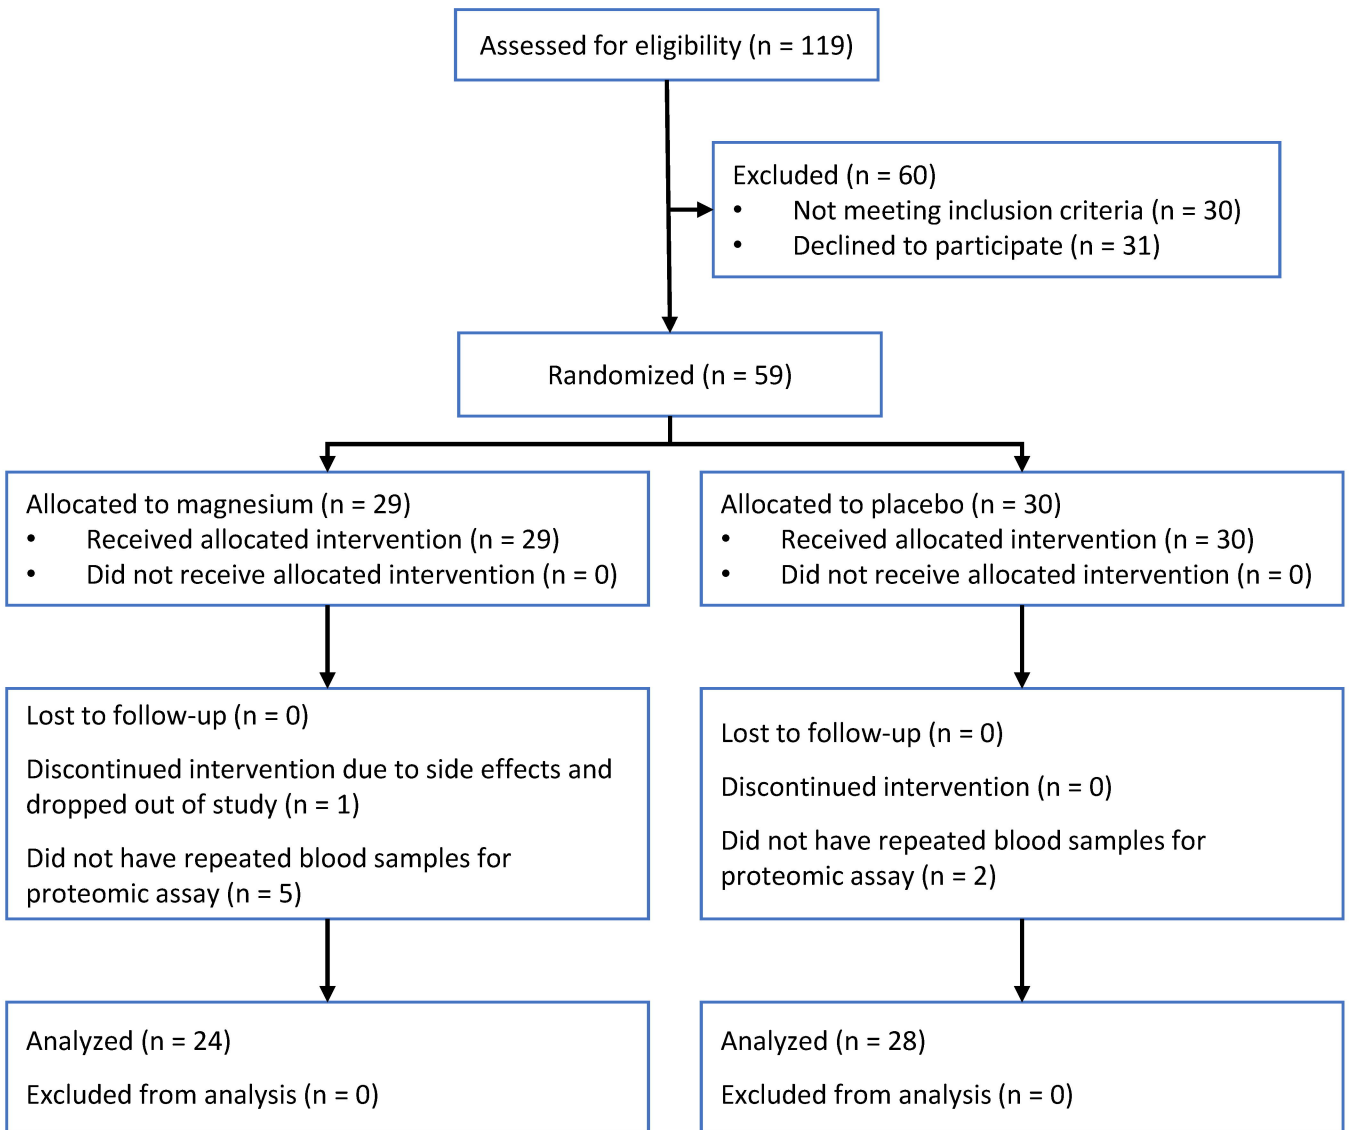 Assessed for eligibility (n = 119)
Excluded (n = 60)
• Not meeting inclusion criteria (n = 30)
• Declined to participate (n = 31)
Randomized (n = 59)
Allocated to magnesium (n = 29)
• Received allocated intervention (n = 29)
• Did not receive allocated intervention (n = 0)
Allocated to placebo (n = 30)
• Received allocated intervention (n = 30)
• Did not receive allocated intervention (n = 0)
Lost to follow-up (n = 0)
Discontinued intervention due to side effects and
dropped out of study (n = 1)
Did not have repeated blood samples for
proteomic assay (n = 5)
Lost to follow-up (n = 0)
Discontinued intervention (n = 0)
Did not have repeated blood samples for
proteomic assay (n = 2)
Analyzed (n = 24)
Excluded from analysis (n = 0)
Analyzed (n = 28)
Excluded from analysis (n = 0)